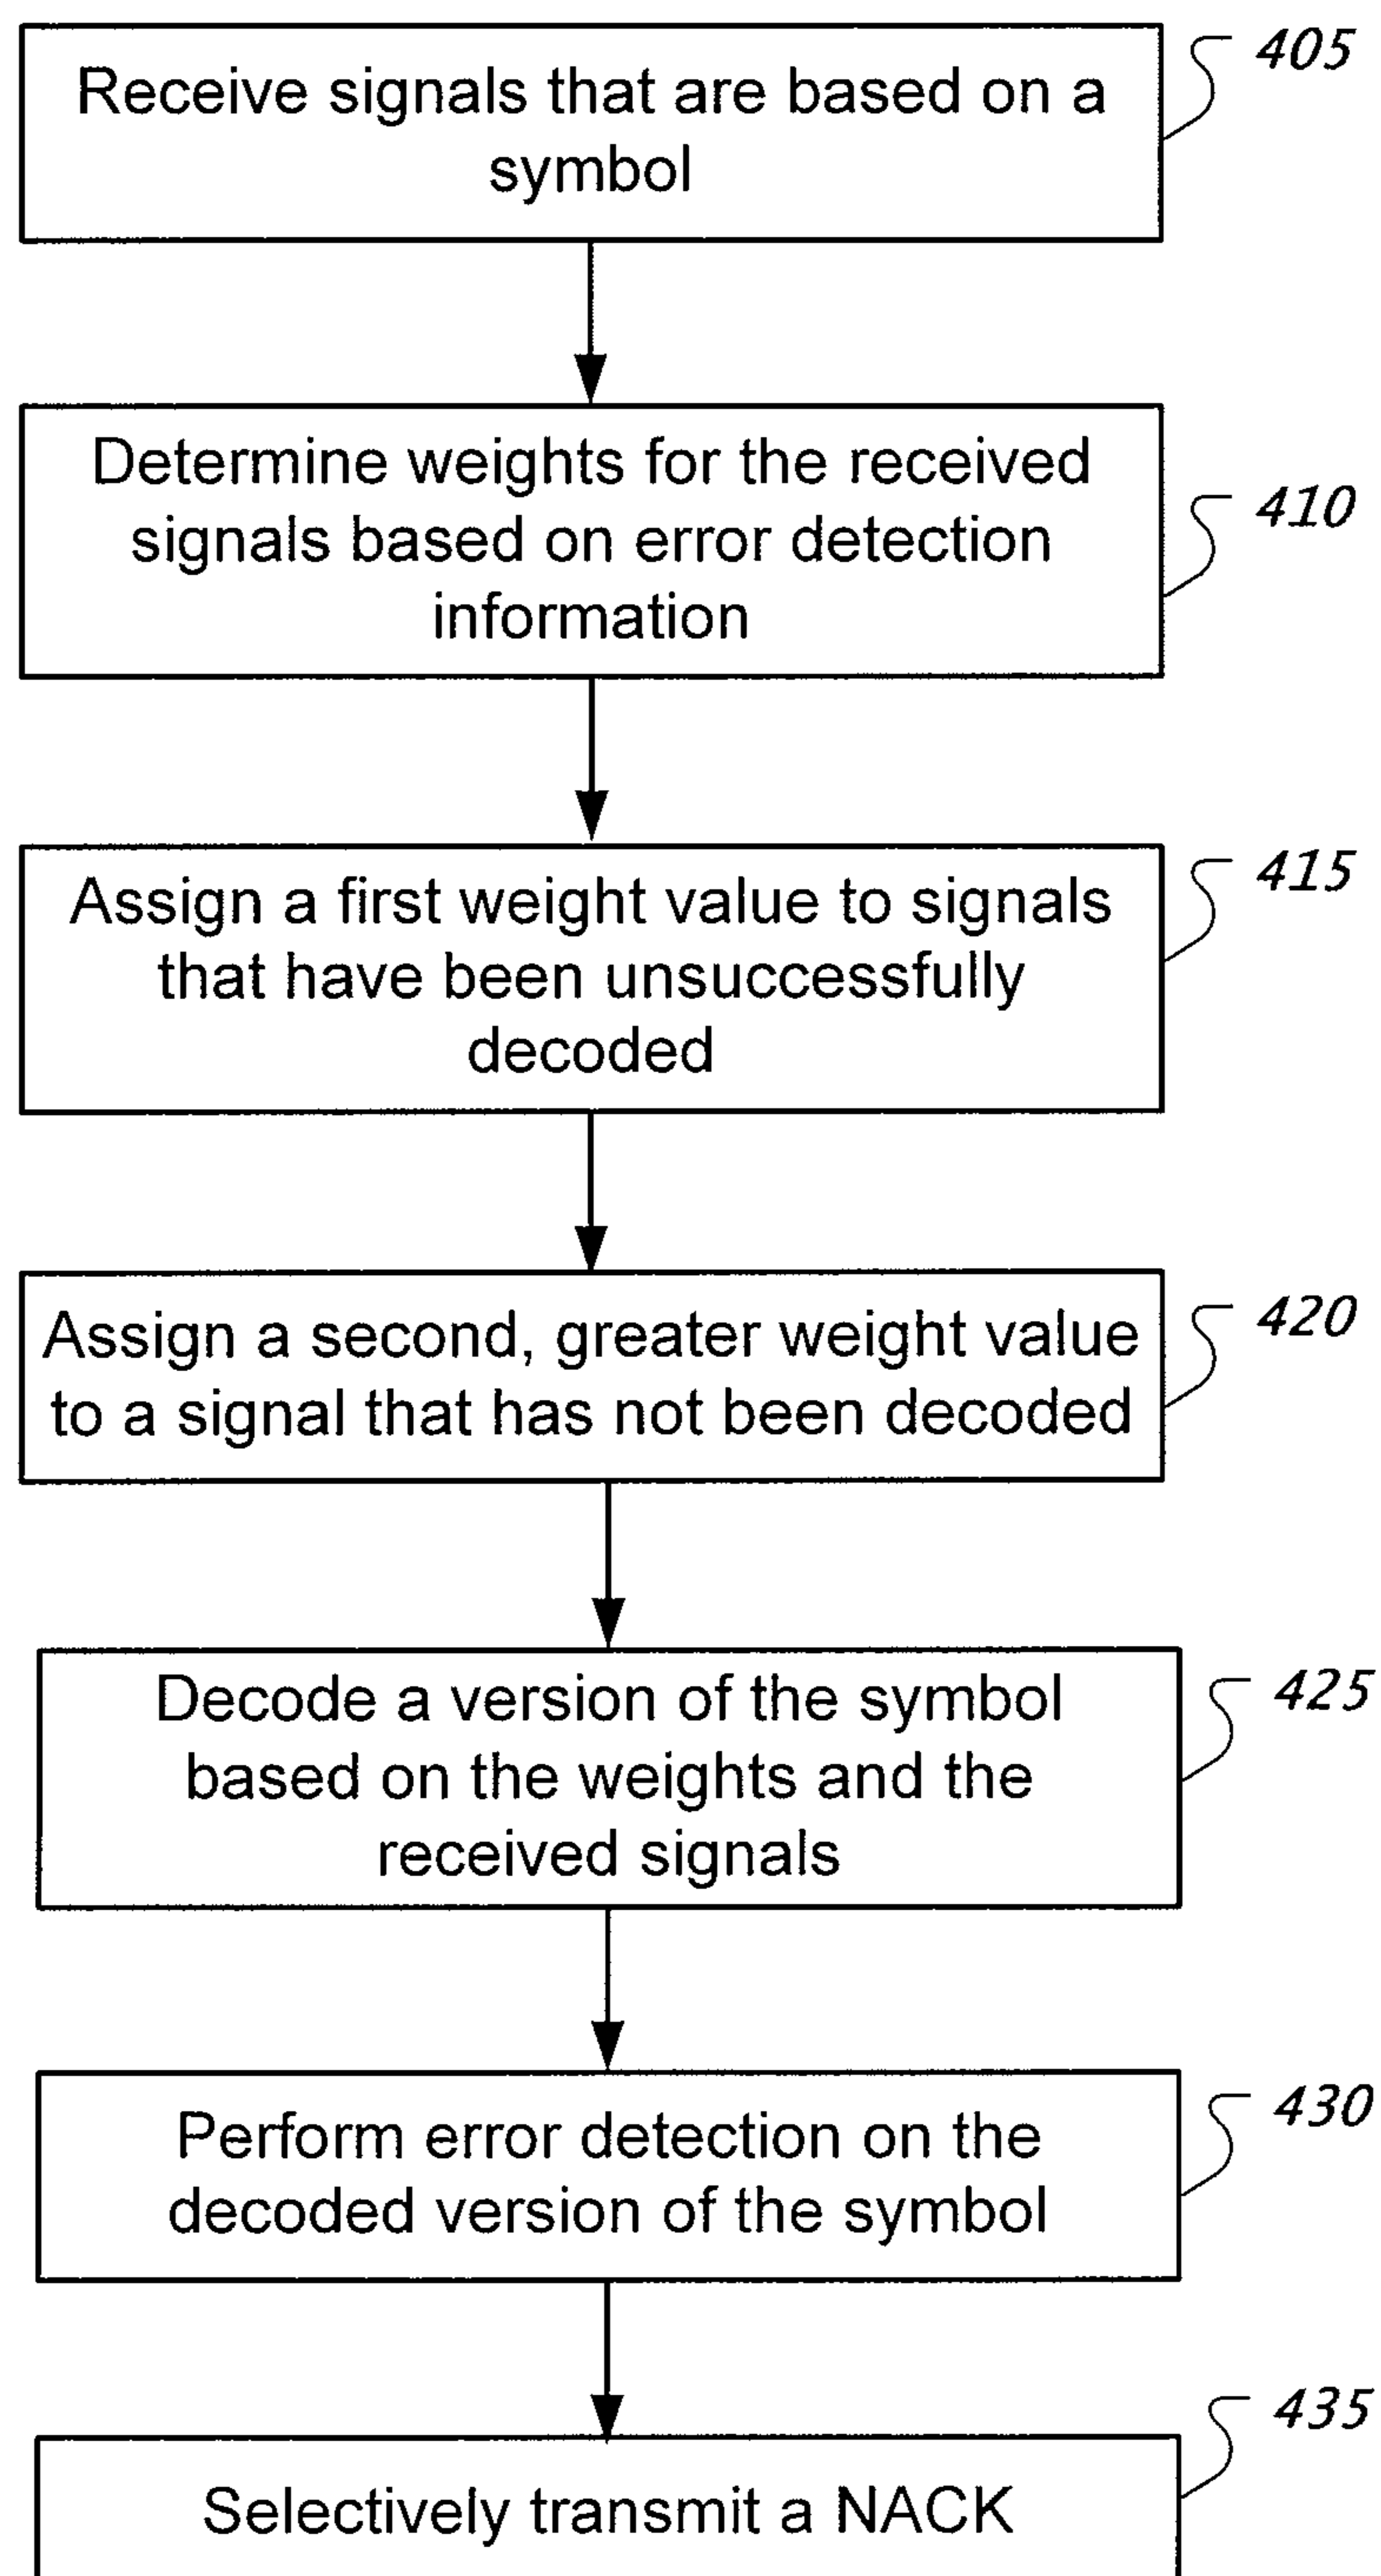 405
Receive signals that are based on a
symbol
410
Determine weights for the received
signals based on error detection
information
415
Assign a first weight value to signals
that have been unsuccessfully
decoded
420
Assign a second, greater weight value
to a signal that has not been decoded
425
Decode a version of the symbol
based on the weights and the
received signals
430
Perform error detection on the
decoded version of the symbol
435
Selectively transmit a NACK